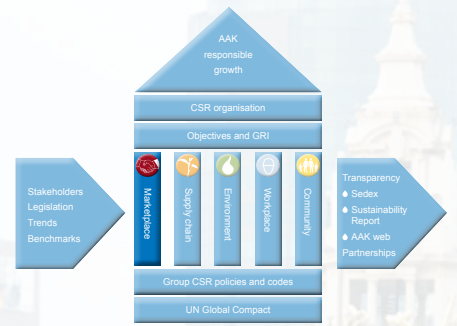 AAK
responsible
growth
CSR organisation
Objectives and GRI
Stakeholders
Legislation
Trends
Benchmarks
Marketplace
Supply chain
Environment
Workplace
Community
Transparency
Sedex
Sustainability
Report
AAK web
Partnerships
Group CSR policies and codes
UN Global Compact